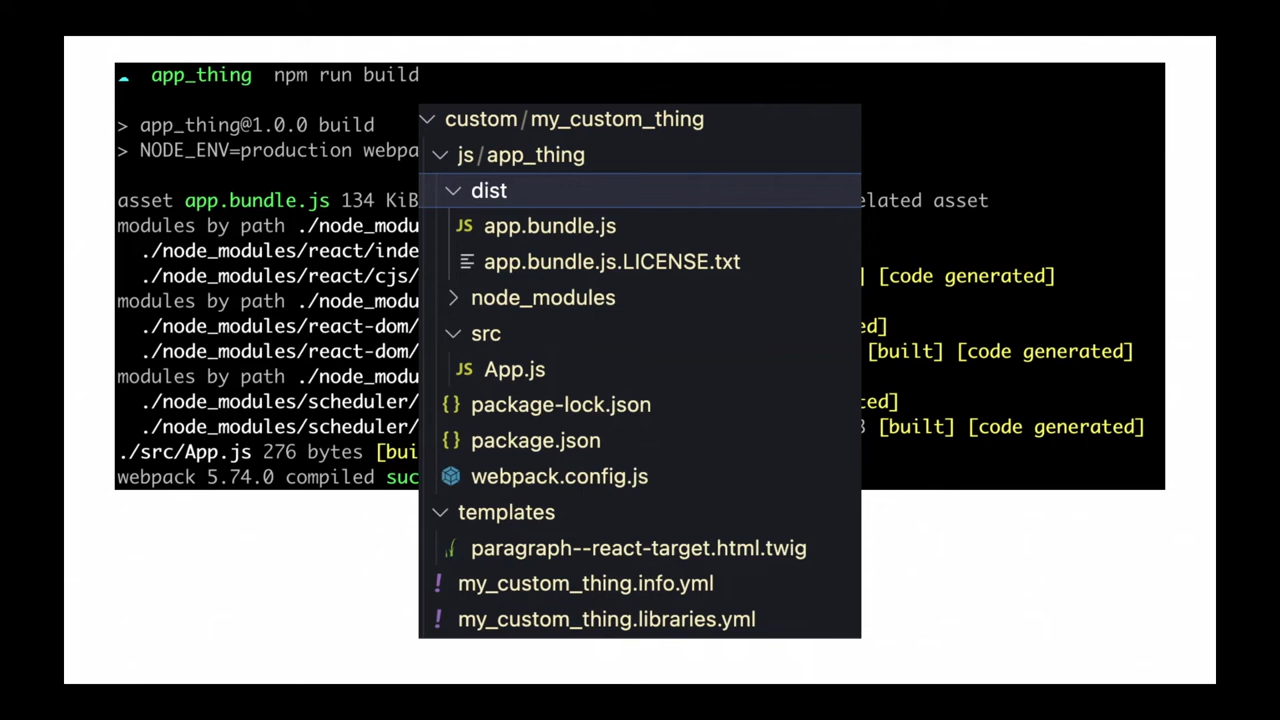 app_thing npm run build
> app_thing@1.0.0 build
> NODE_ENV=production webpa
asset app.bundle.js 134 KiB
elated asset
modules by path ./node_modu
./node_modules/react/inde
./node_modules/react/cjs/
[code generated]
modules by path ./node_modu
./node_modules/react-dom/
ed]
./node_modules/react-dom/
[built] [code generated]
modules by path ./node_modu
./node_modules/scheduler/
ted]
./node_modules/scheduler/
[built] [code generated]
./src/App.js 276 bytes [bui
webpack 5.74.0 compiled suc
custom/my_custom_thing
js/app_thing
dist
JS app.bundle.js
app.bundle.js.LICENSE.txt
node_modules
src
JS App.js
{} package-lock.json
{} package.json
webpack.config.js
templates
paragraph--react-target.html.twig
! my_custom_thing.info.yml
! my_custom_thing.libraries.yml